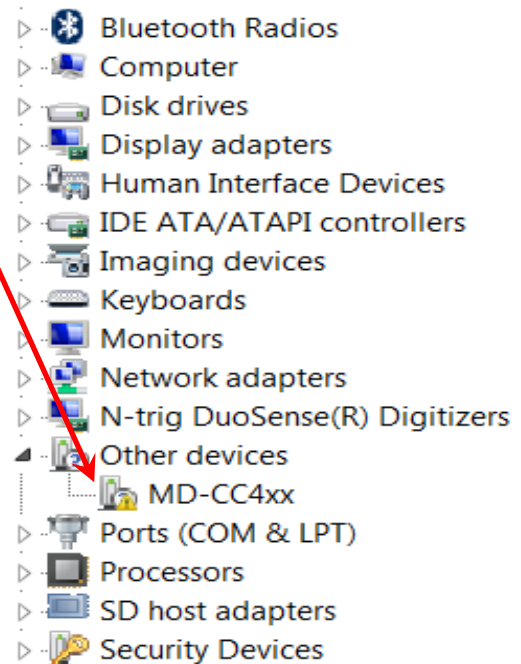 Bluetooth Radios
Computer
Disk drives
Display adapters
Human Interface Devices
IDE ATA/ATAPI controllers
Imaging devices
Keyboards
Monitors
Network adapters
N-trig DuoSense(R) Digitizers
Other devices
MD-CC4xx
Ports (COM & LPT)
Processors
SD host adapters
Security Devices